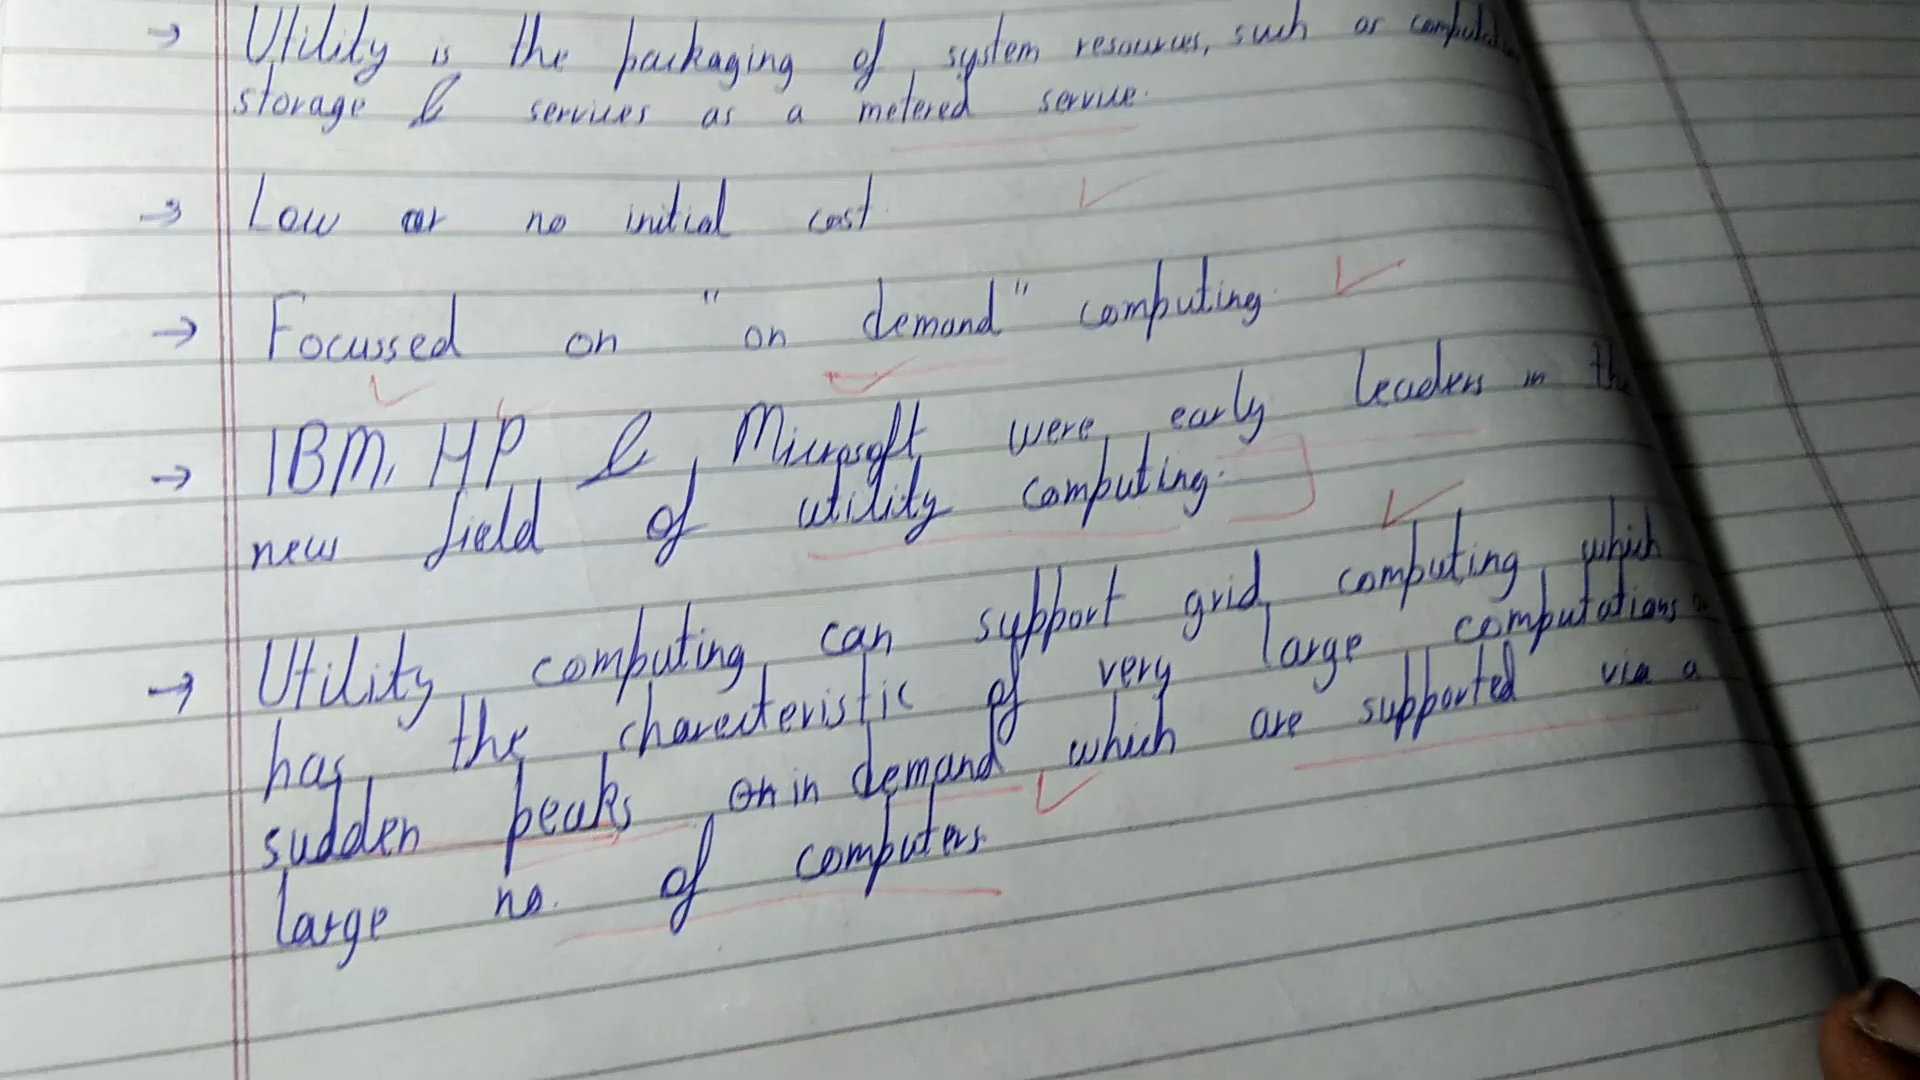 → Utility is the packaging of system resources, such as
storage & services as a metered service.
→ Low or no initial cost.
→ Focussed on "on demand" computing.
→ IBM, HP & Microsoft were early leaders in the
new field of utility computing.
→ Utility computing can support grid computing which
has the charecteristic of very large computations
sudden peaks on in demand which are supported via a
large no. of computers.